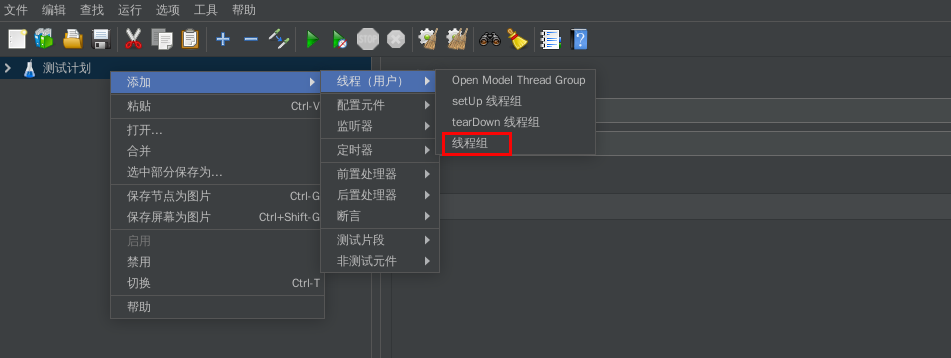 文件 编辑 查找 运行 选项 工具 帮助
STOP
测试计划
添加
粘贴 Ctrl-V
打开...
合并
选中部分保存为...
保存节点为图片 Ctrl-G
保存屏幕为图片 Ctrl+Shift-G
启用
禁用
切换 Ctrl-T
帮助
线程（用户）
配置元件
监听器
定时器
前置处理器
后置处理器
断言
测试片段
非测试元件
Open Model Thread Group
setUp 线程组
tearDown 线程组
线程组